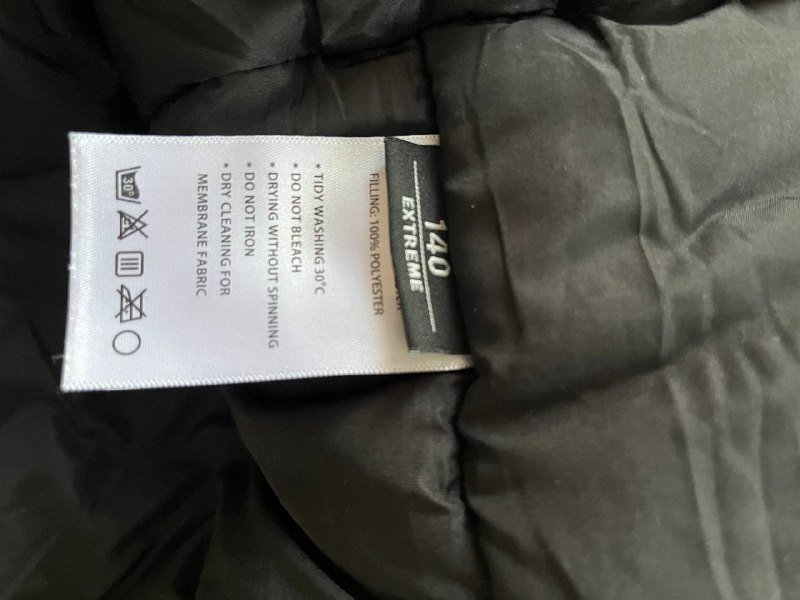 140
EXTREME
FILLING: 100% POLYESTER
* TIDY WASHING 30°C
* DO NOT BLEACH
* DRYING WITHOUT SPINNING
* DO NOT IRON
* DRY CLEANING FOR
MEMBRANE FABRIC
30°